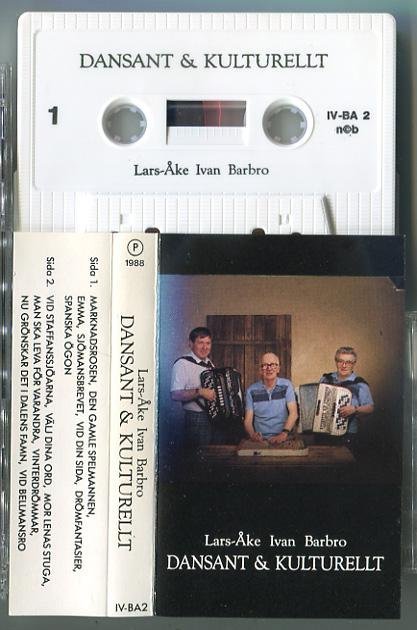 DANSANT & KULTURELLT
1
IV-BA 2
n©b
Lars-Åke Ivan Barbro
Sida 1. MARKNADSROSEN, DEN GAMLE SPELMANNEN,
EMMA, SJÖMANSBREVET, VID DIN SIDA, DRÖMFANTASIER,
SPANSKA ÖGON
Sida 2. VID STAFFANSSJÖARNA, VÄLJ DINA ORD, MOR LENAS STUGA,
MAN SKA LEVA FÖR VARANDRA, VINTERDRÖMMAR,
NU GRÖNSKAR DET I DALENS FAMN, VID BELLMANSRO
Ⓟ
1988
Lars-Åke Ivan Barbro
DANSANT & KULTURELLT
IV-BA2
Lars-Åke Ivan Barbro
DANSANT & KULTURELLT